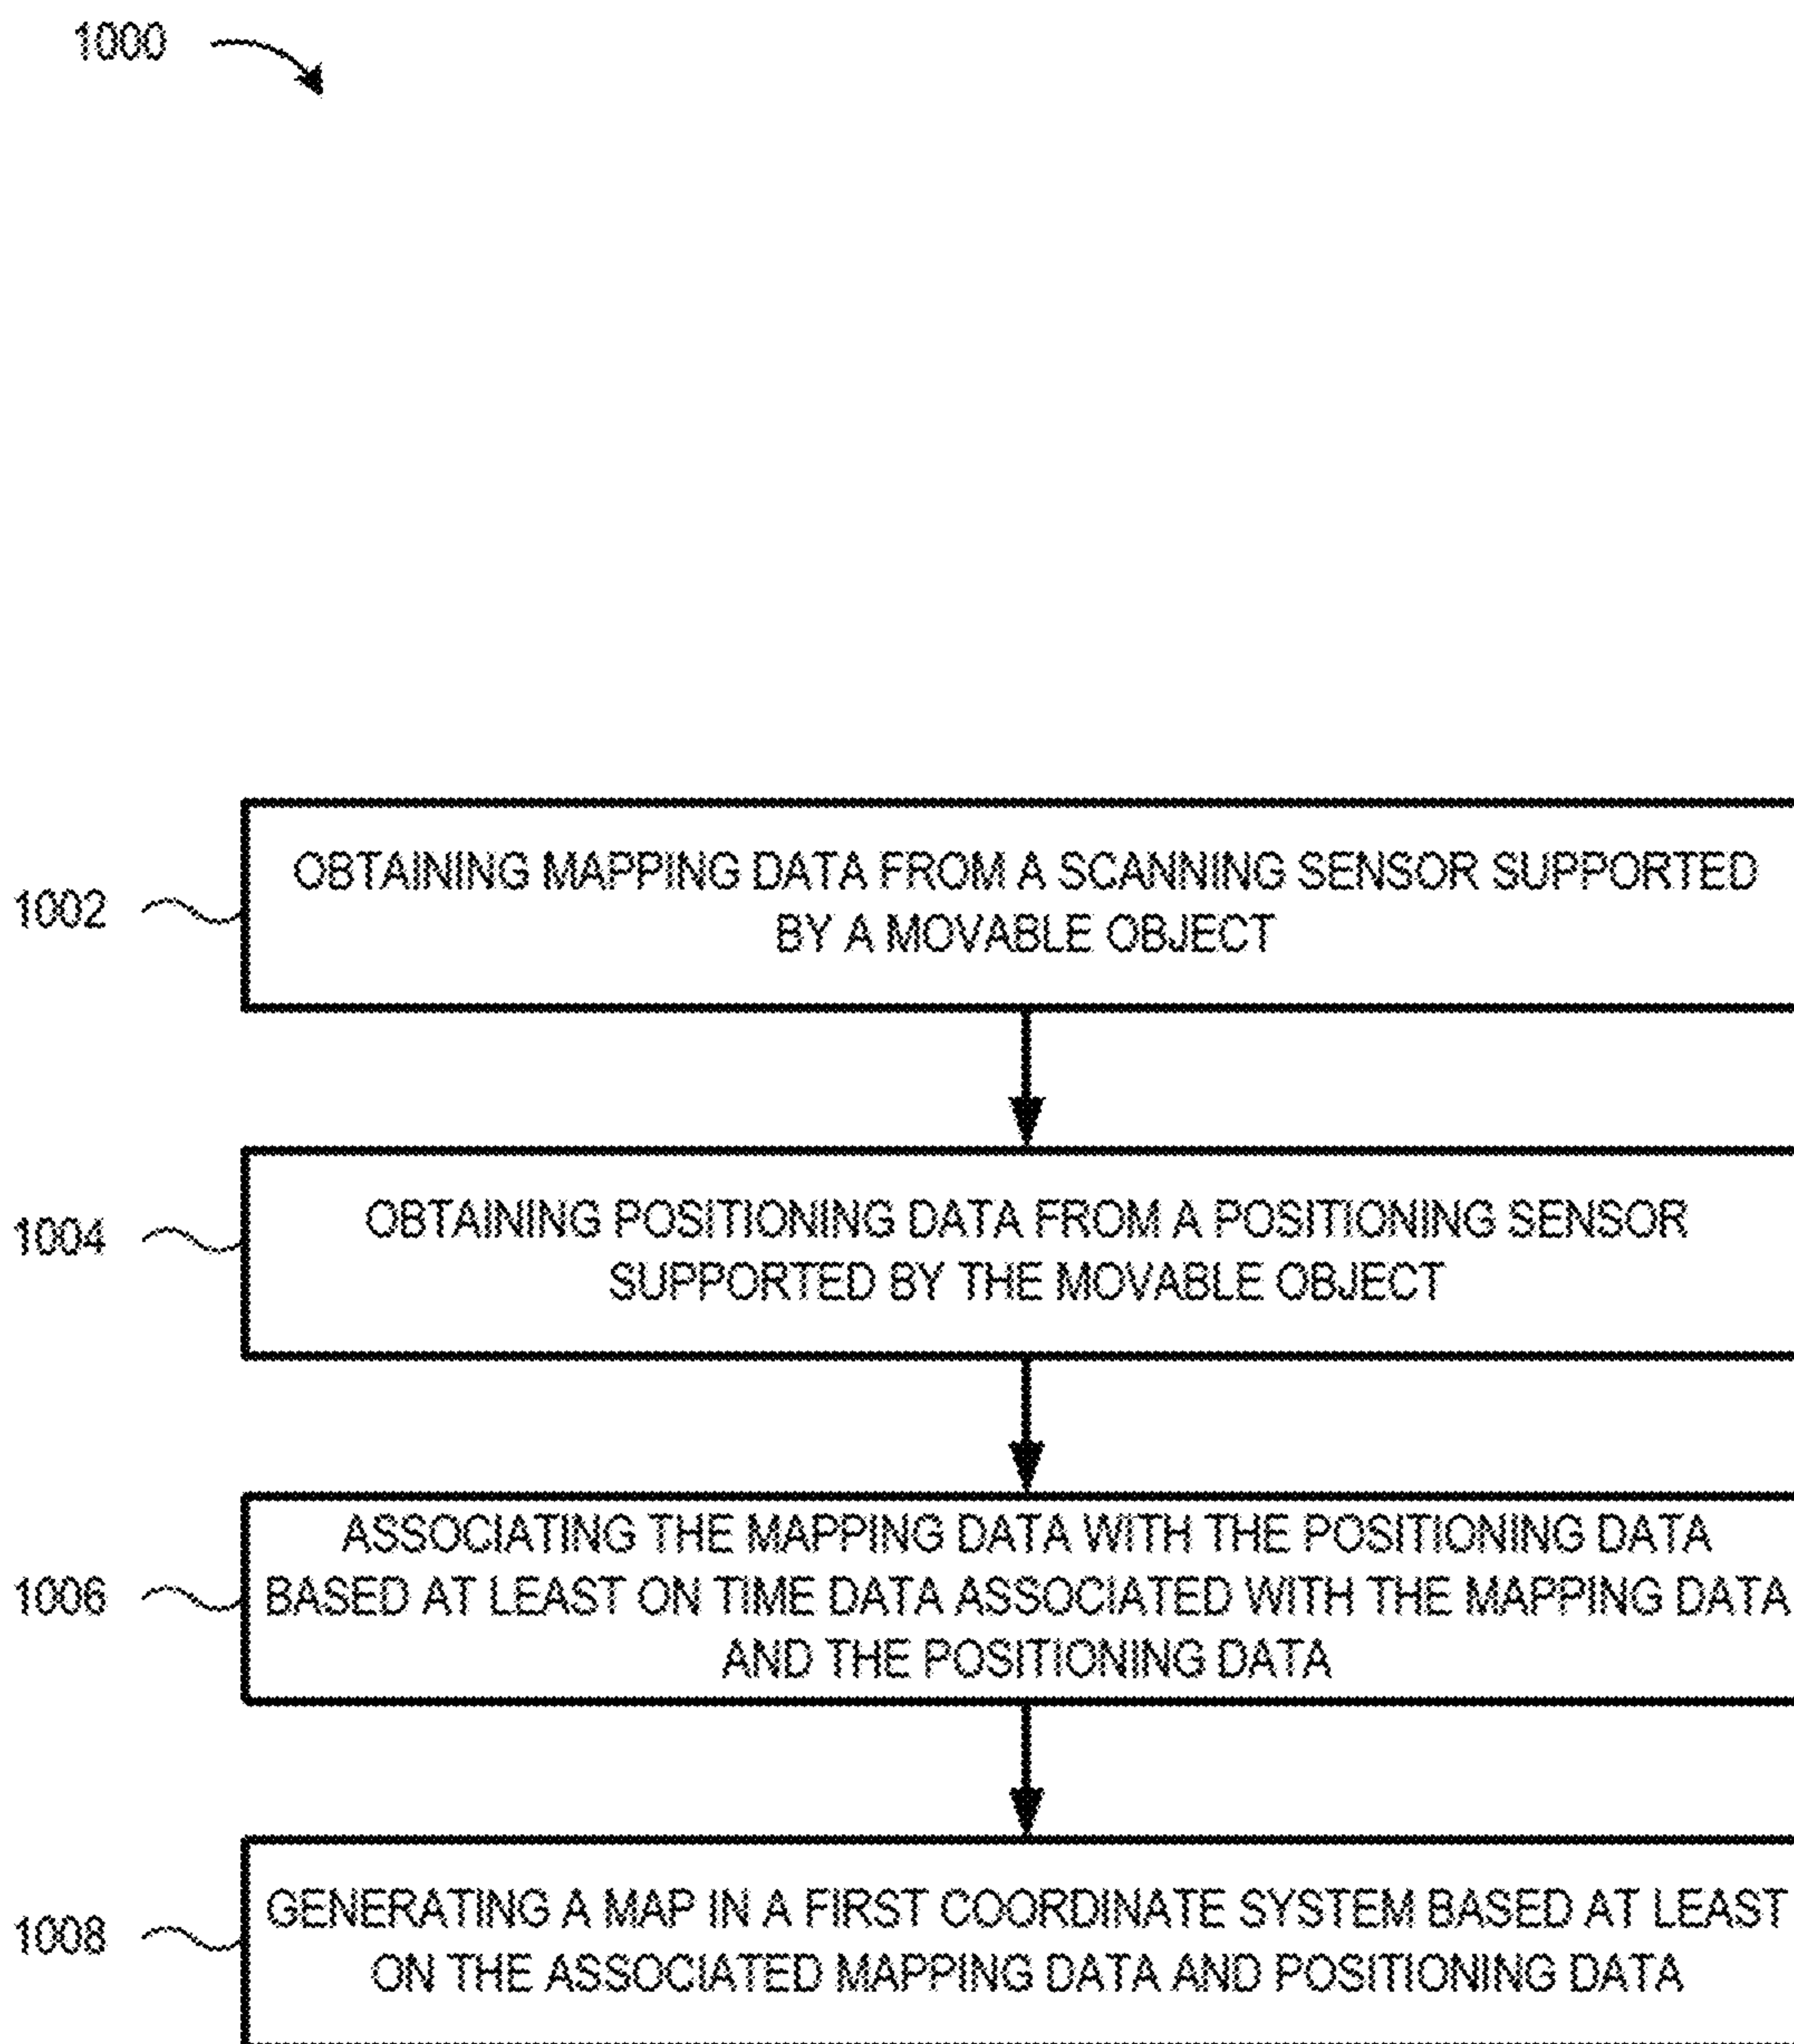 1000
1002
OBTAINING MAPPING DATA FROM A SCANNING SENSOR SUPPORTED
BY A MOVABLE OBJECT
1004
OBTAINING POSITIONING DATA FROM A POSITIONING SENSOR
SUPPORTED BY THE MOVABLE OBJECT
1006
ASSOCIATING THE MAPPING DATA WITH THE POSITIONING DATA
BASED AT LEAST ON TIME DATA ASSOCIATED WITH THE MAPPING DATA
AND THE POSITIONING DATA
1008
GENERATING A MAP IN A FIRST COORDINATE SYSTEM BASED AT LEAST
ON THE ASSOCIATED MAPPING DATA AND POSITIONING DATA